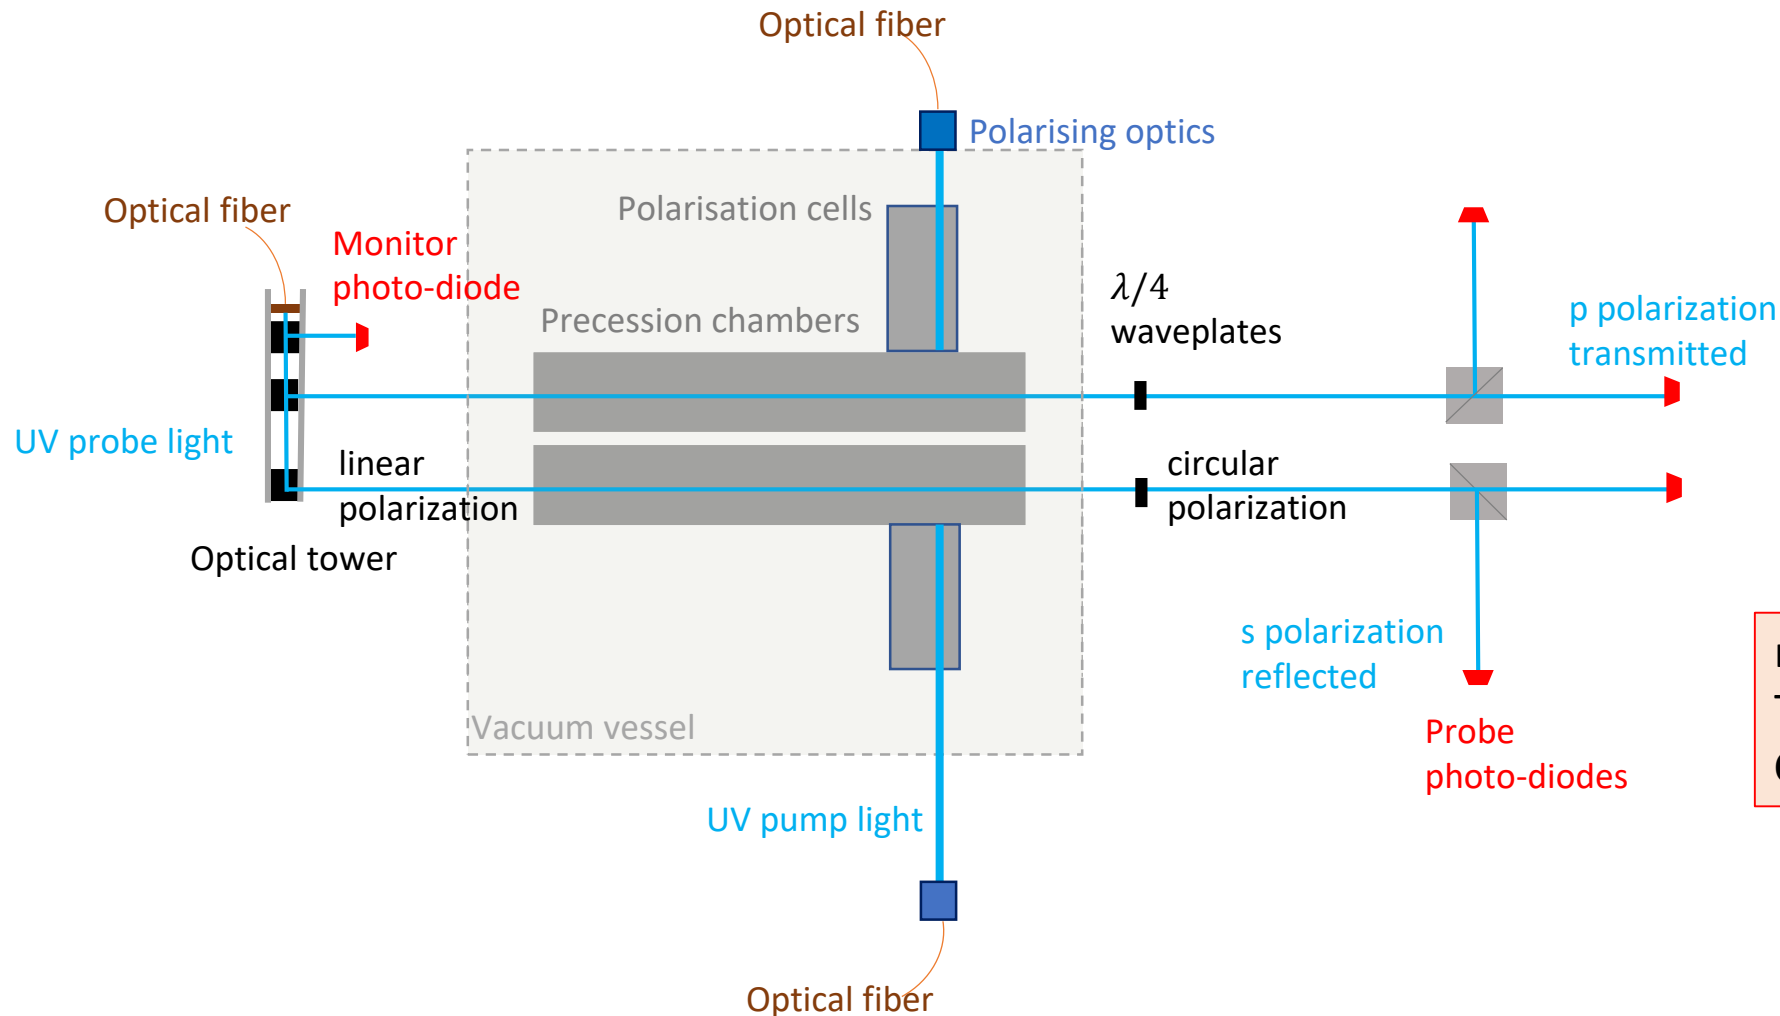 Optical fiber
Polarising optics
Optical fiber
Polarisation cells
Monitor
photo-diode
Precession chambers
λ/4
waveplates
p polarization
transmitted
UV probe light
linear
polarization
circular
polarization
Optical tower
s polarization
reflected
Vacuum vessel
Probe
photo-diodes
UV pump light
Optical fiber